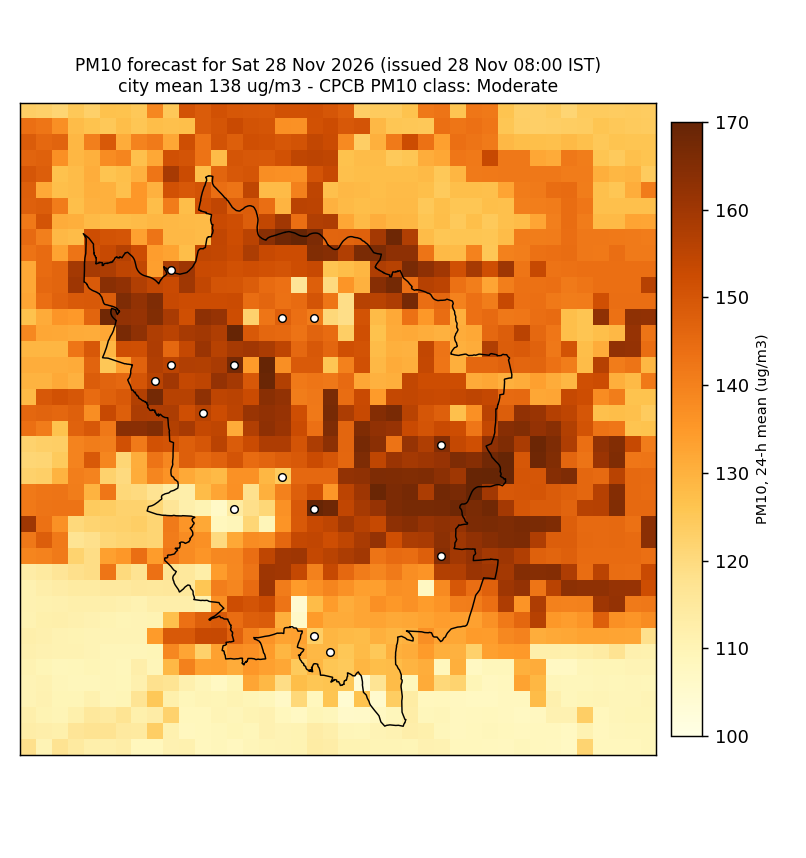 PM10 forecast for Sat 28 Nov 2026 (issued 28 Nov 08:00 IST)
city mean 138 ug/m3 - CPCB PM10 class: Moderate
170
160
150
140
130
120
110
100
PM10, 24-h mean (ug/m3)